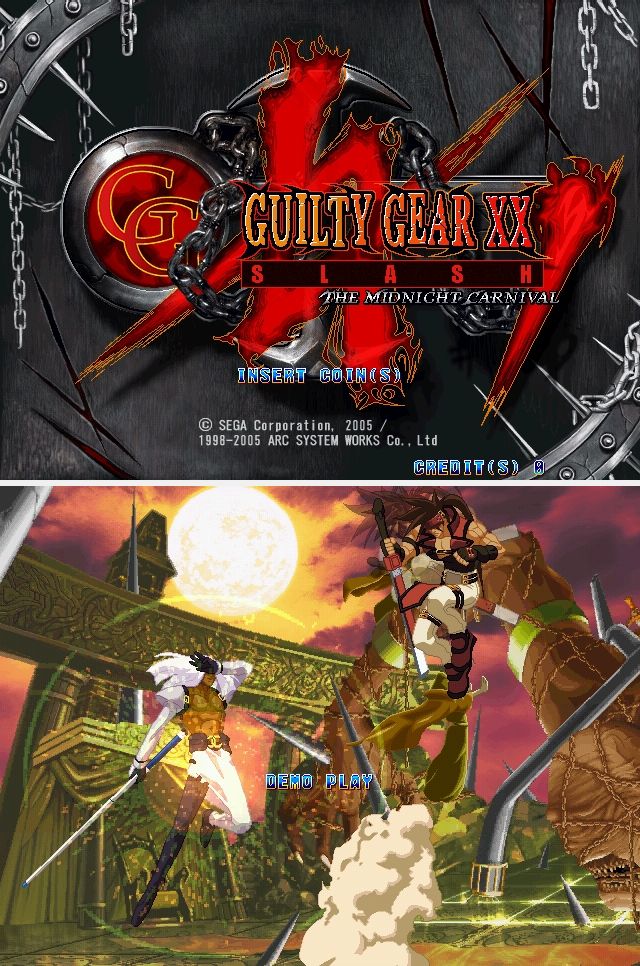 GG
GUILTY GEAR XX
SLASH
THE MIDNIGHT CARNIVAL
INSERT COIN(S)
© SEGA Corporation, 2005 /
1998-2005 ARC SYSTEM WORKS Co., Ltd
CREDIT(S) 0
DEMO PLAY